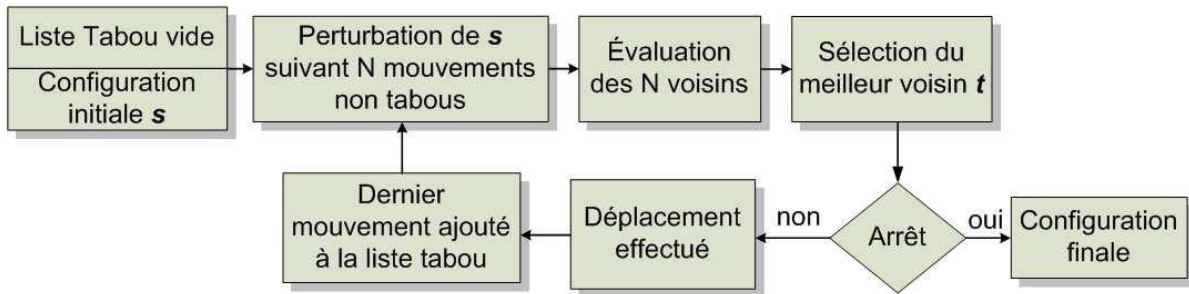 Liste Tabou vide
Configuration
initiale s
Perturbation de s
suivant N mouvements
non tabous
Évaluation
des N voisins
Sélection du
meilleur voisin t
Arrêt
oui
Configuration
finale
non
Déplacement
effectué
Dernier
mouvement ajouté
à la liste tabou